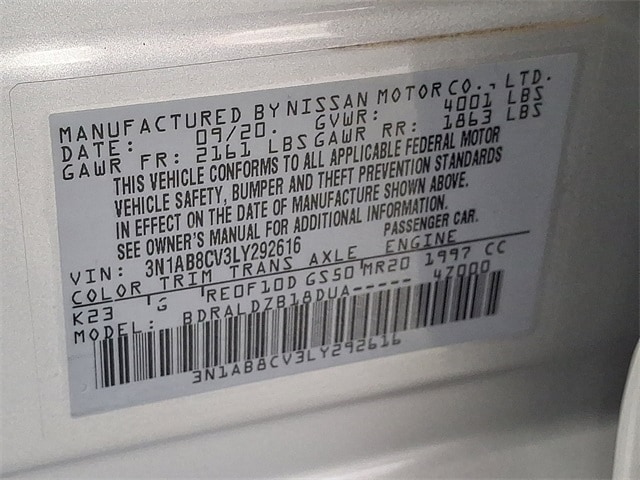 MANUFACTURED BY NISSAN MOTOR CO., LTD.
DATE: 09/20. GVWR: 4001 LBS
GAWR FR: 2161 LBS GAWR RR: 1863 LBS
THIS VEHICLE CONFORMS TO ALL APPLICABLE FEDERAL MOTOR
VEHICLE SAFETY, BUMPER AND THEFT PREVENTION STANDARDS
IN EFFECT ON THE DATE OF MANUFACTURE SHOWN ABOVE.
SEE OWNER'S MANUAL FOR ADDITIONAL INFORMATION.
VIN: 3N1AB8CV3LY292616 PASSENGER CAR.
COLOR TRIM TRANS AXLE ENGINE
K23 G RE0F10D GS50 MR20 1997 CC
MODEL: BDRALDZB18DUA----- 47000
3N1AB8CV3LY292616